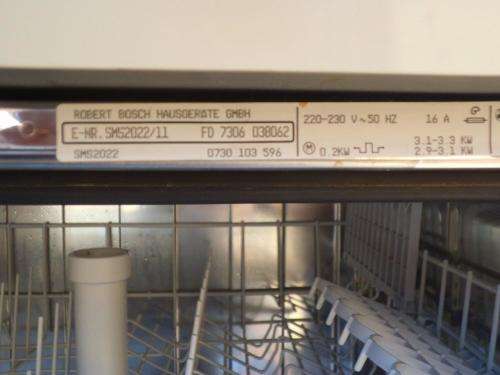 ROBERT BOSCH HAUSGERÄTE GMBH
E-NR. SMS2022/11 FD 7306 038062
SMS2022 0730 103 596
220-230 V~50 HZ 16 A
3.1-3.3 KW
M 0.2KW 2.9-3.1 KW